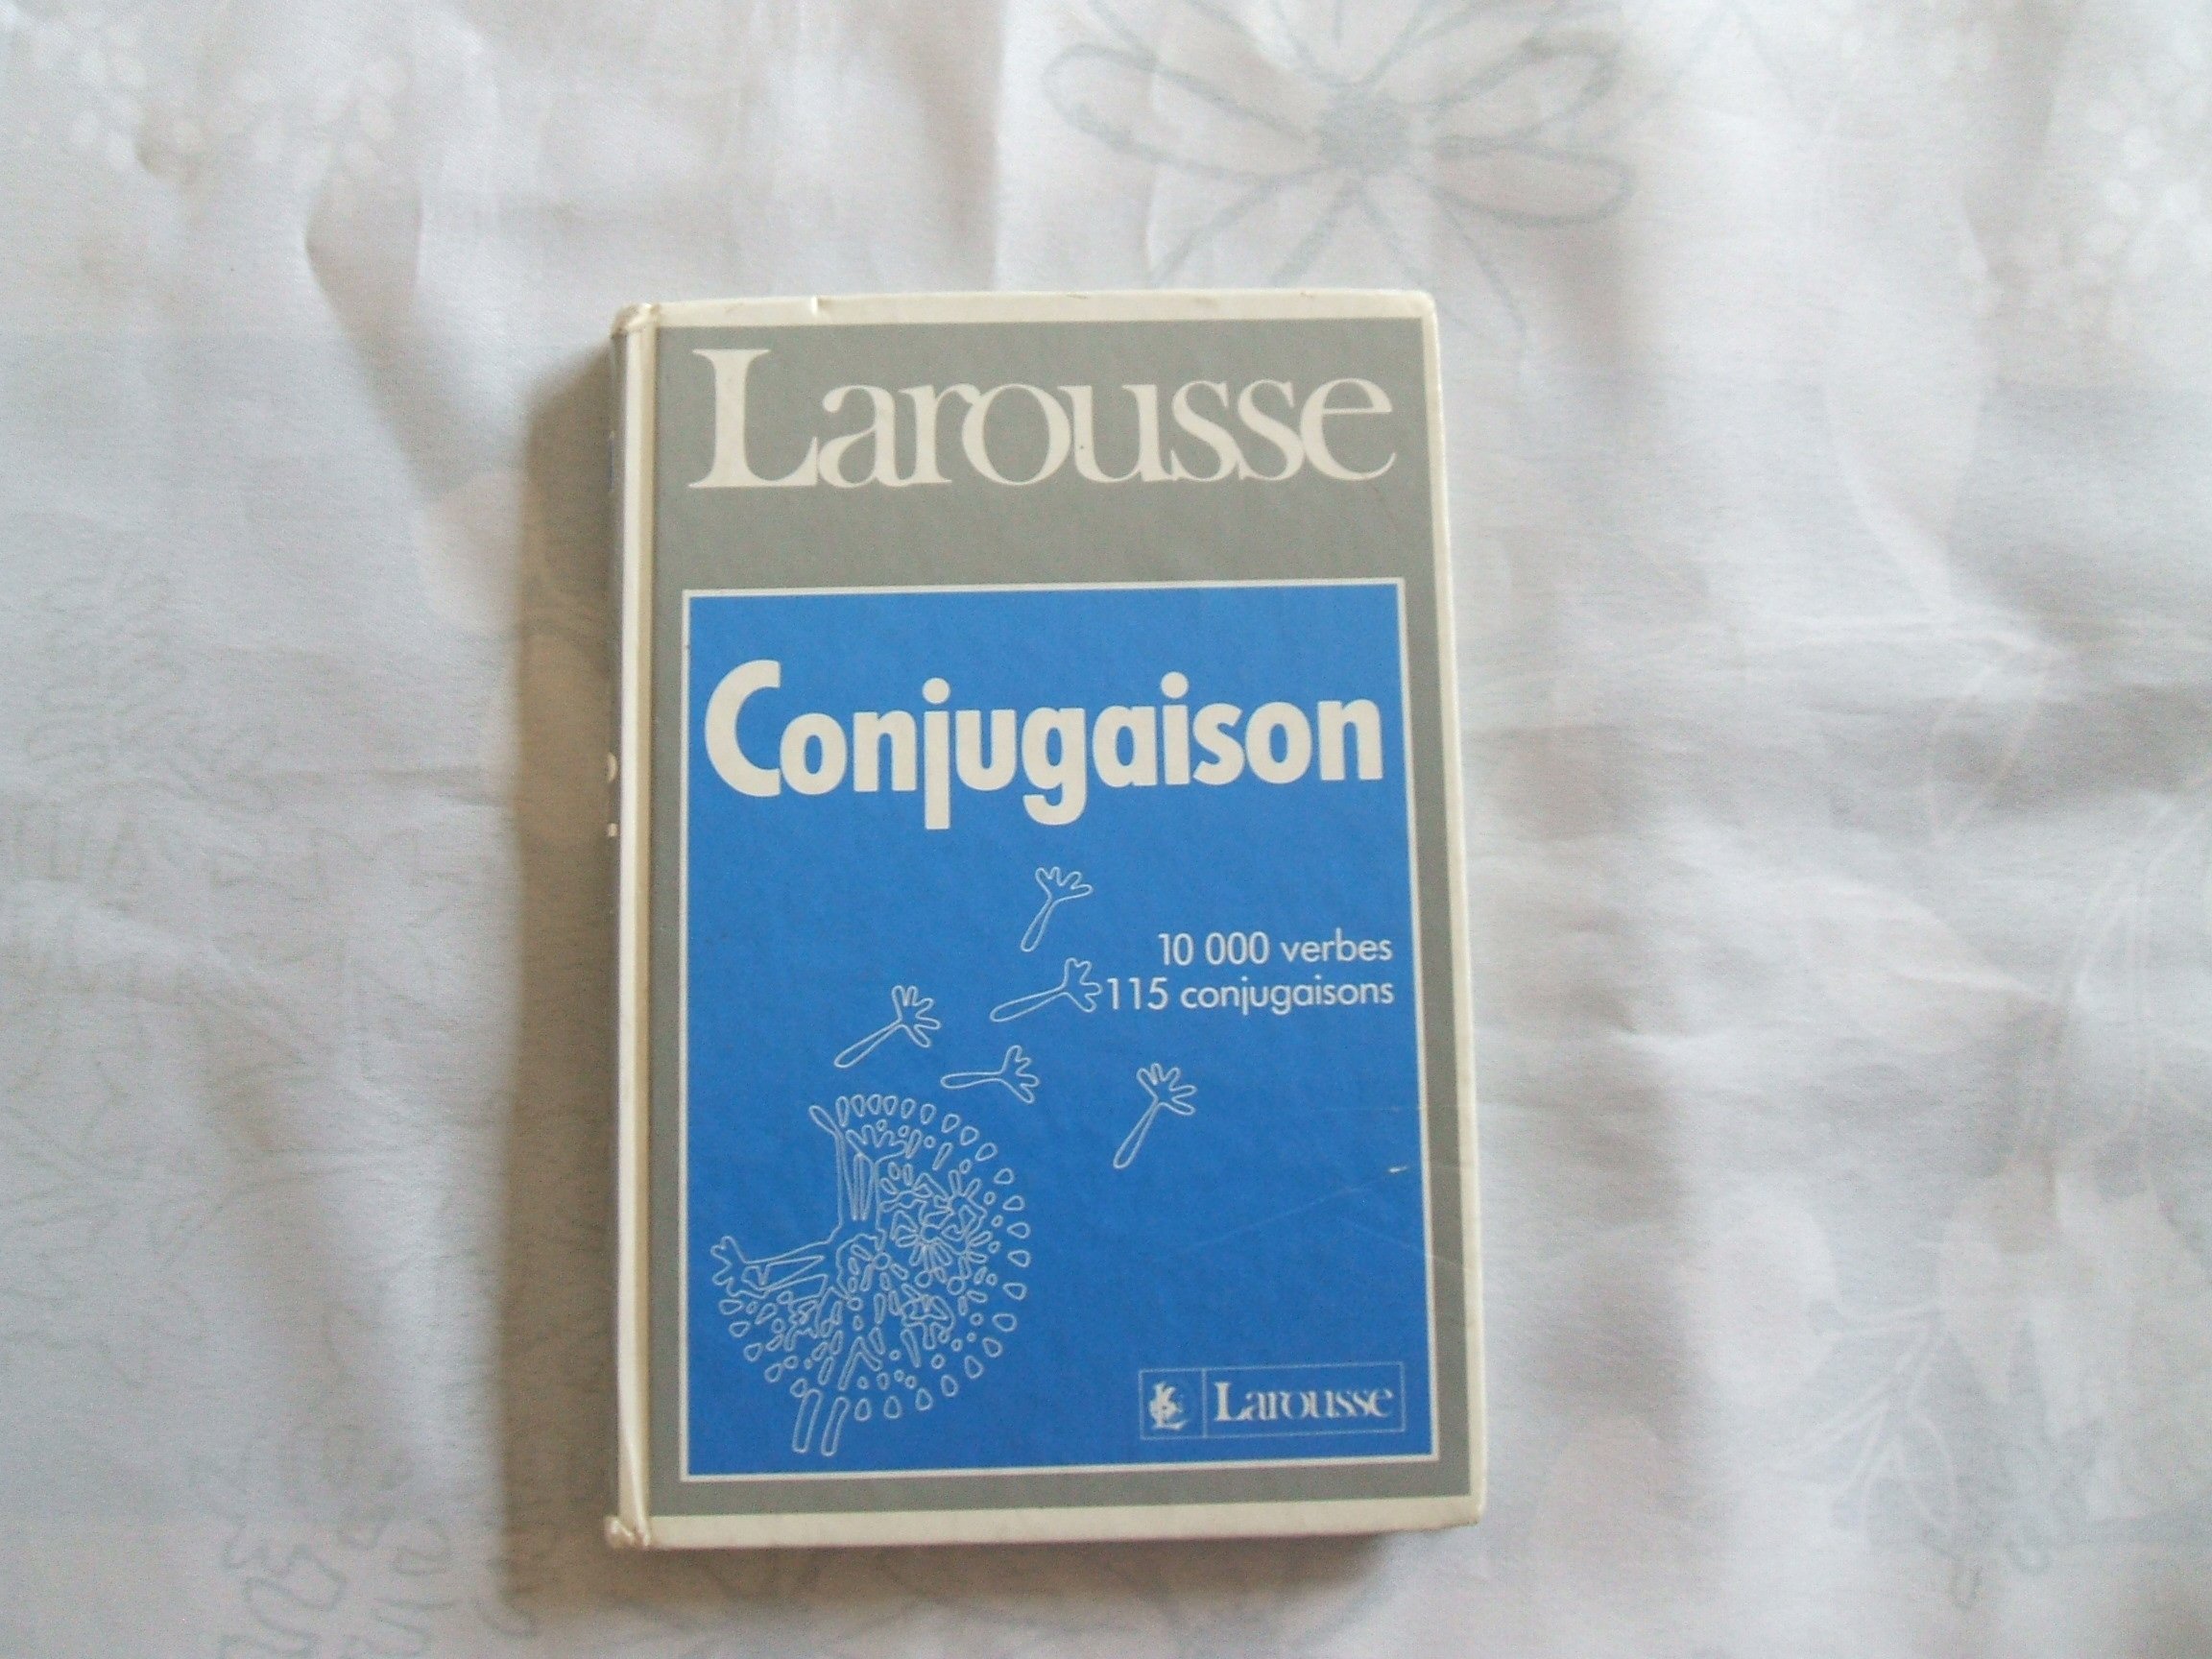 Larousse
Conjugaison
10 000 verbes
115 conjugaisons
Larousse